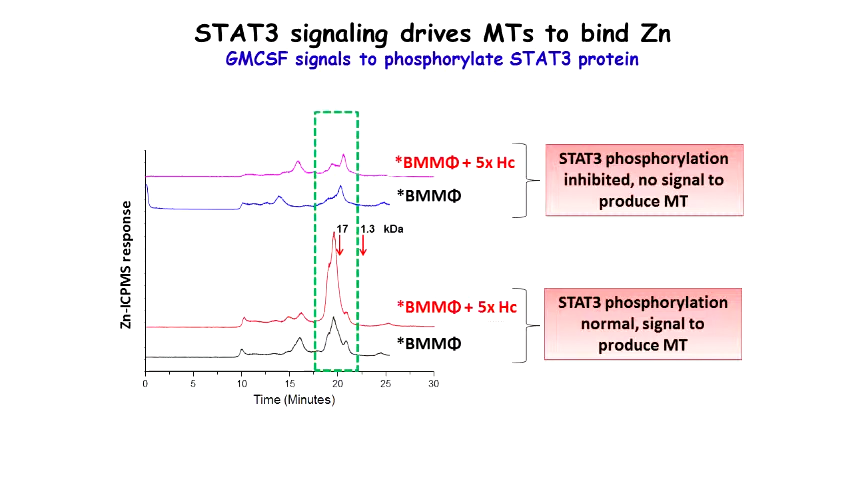 STAT3 signaling drives MTs to bind Zn
GMCSF signals to phosphorylate STAT3 protein
*BMMΦ + 5x Hc
*BMMΦ
17 1.3 kDa
*BMMΦ + 5x Hc
*BMMΦ
STAT3 phosphorylation
inhibited, no signal to
produce MT
STAT3 phosphorylation
normal, signal to
produce MT
Zn-ICPMS response
0 5 10 15 20 25 30
Time (Minutes)